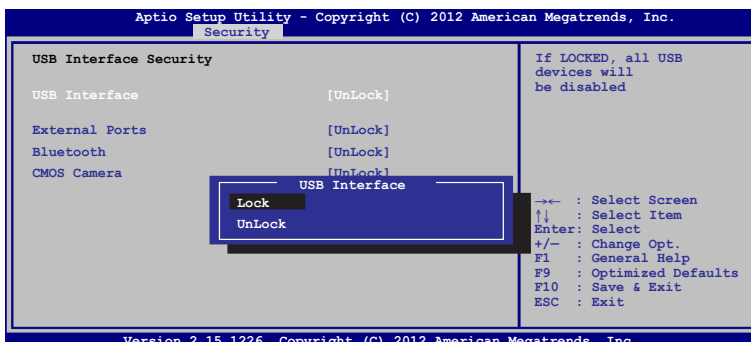 Aptio Setup Utility - Copyright (C) 2012 American Megatrends, Inc.
Security
USB Interface Security
USB Interface [UnLock]
External Ports [UnLock]
Bluetooth [UnLock]
CMOS Camera [UnLock]
USB Interface
Lock
UnLock
If LOCKED, all USB
devices will
be disabled
→← : Select Screen
↑↓ : Select Item
Enter: Select
+/— : Change Opt.
F1 : General Help
F9 : Optimized Defaults
F10 : Save & Exit
ESC : Exit
Version 2.15.1226. Copyright (C) 2012 American Megatrends, Inc.